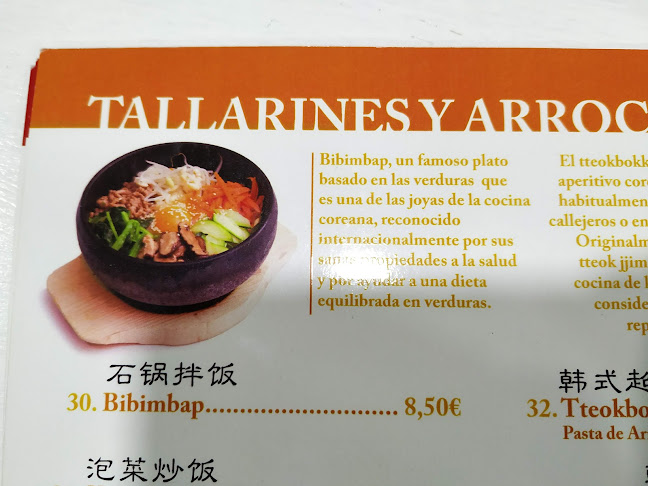 TALLARINES Y ARROC
Bibimbap, un famoso plato
basado en las verduras que
es una de las joyas de la cocina
coreana, reconocido
internacionalmente por sus
sanas propiedades a la salud
y por ayudar a una dieta
equilibrada en verduras.
El tteokbokk
aperitivo cor
habitualmen
callejeros o en
Originalm
tteok jjim
cocina de l
conside
rep
石锅拌饭
30. Bibimbap.............................. 8,50€
韩式
32. Tteokbo
Pasta de Ar
泡菜炒饭